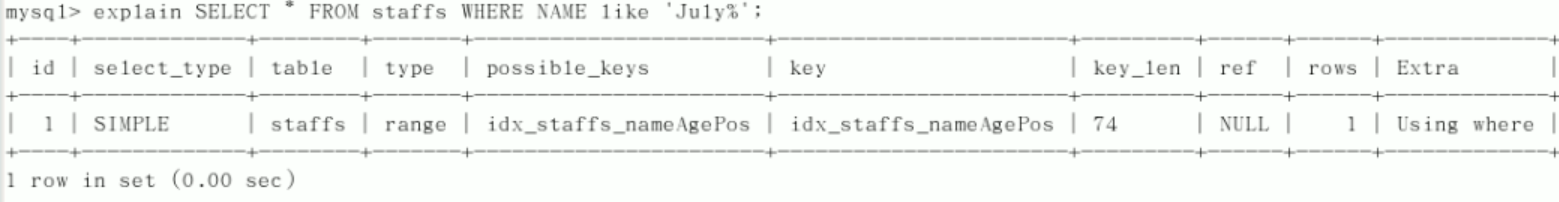 mysql> explain SELECT * FROM staffs WHERE NAME like 'July%';
+----+-------------+--------+-------+-----------------------+-----------------------+---------+------+------+-------------+
| id | select_type | table | type | possible_keys | key | key_len | ref | rows | Extra |
+----+-------------+--------+-------+-----------------------+-----------------------+---------+------+------+-------------+
| 1 | SIMPLE | staffs | range | idx_staffs_nameAgePos | idx_staffs_nameAgePos | 74 | NULL | 1 | Using where |
+----+-------------+--------+-------+-----------------------+-----------------------+---------+------+------+-------------+
1 row in set (0.00 sec)